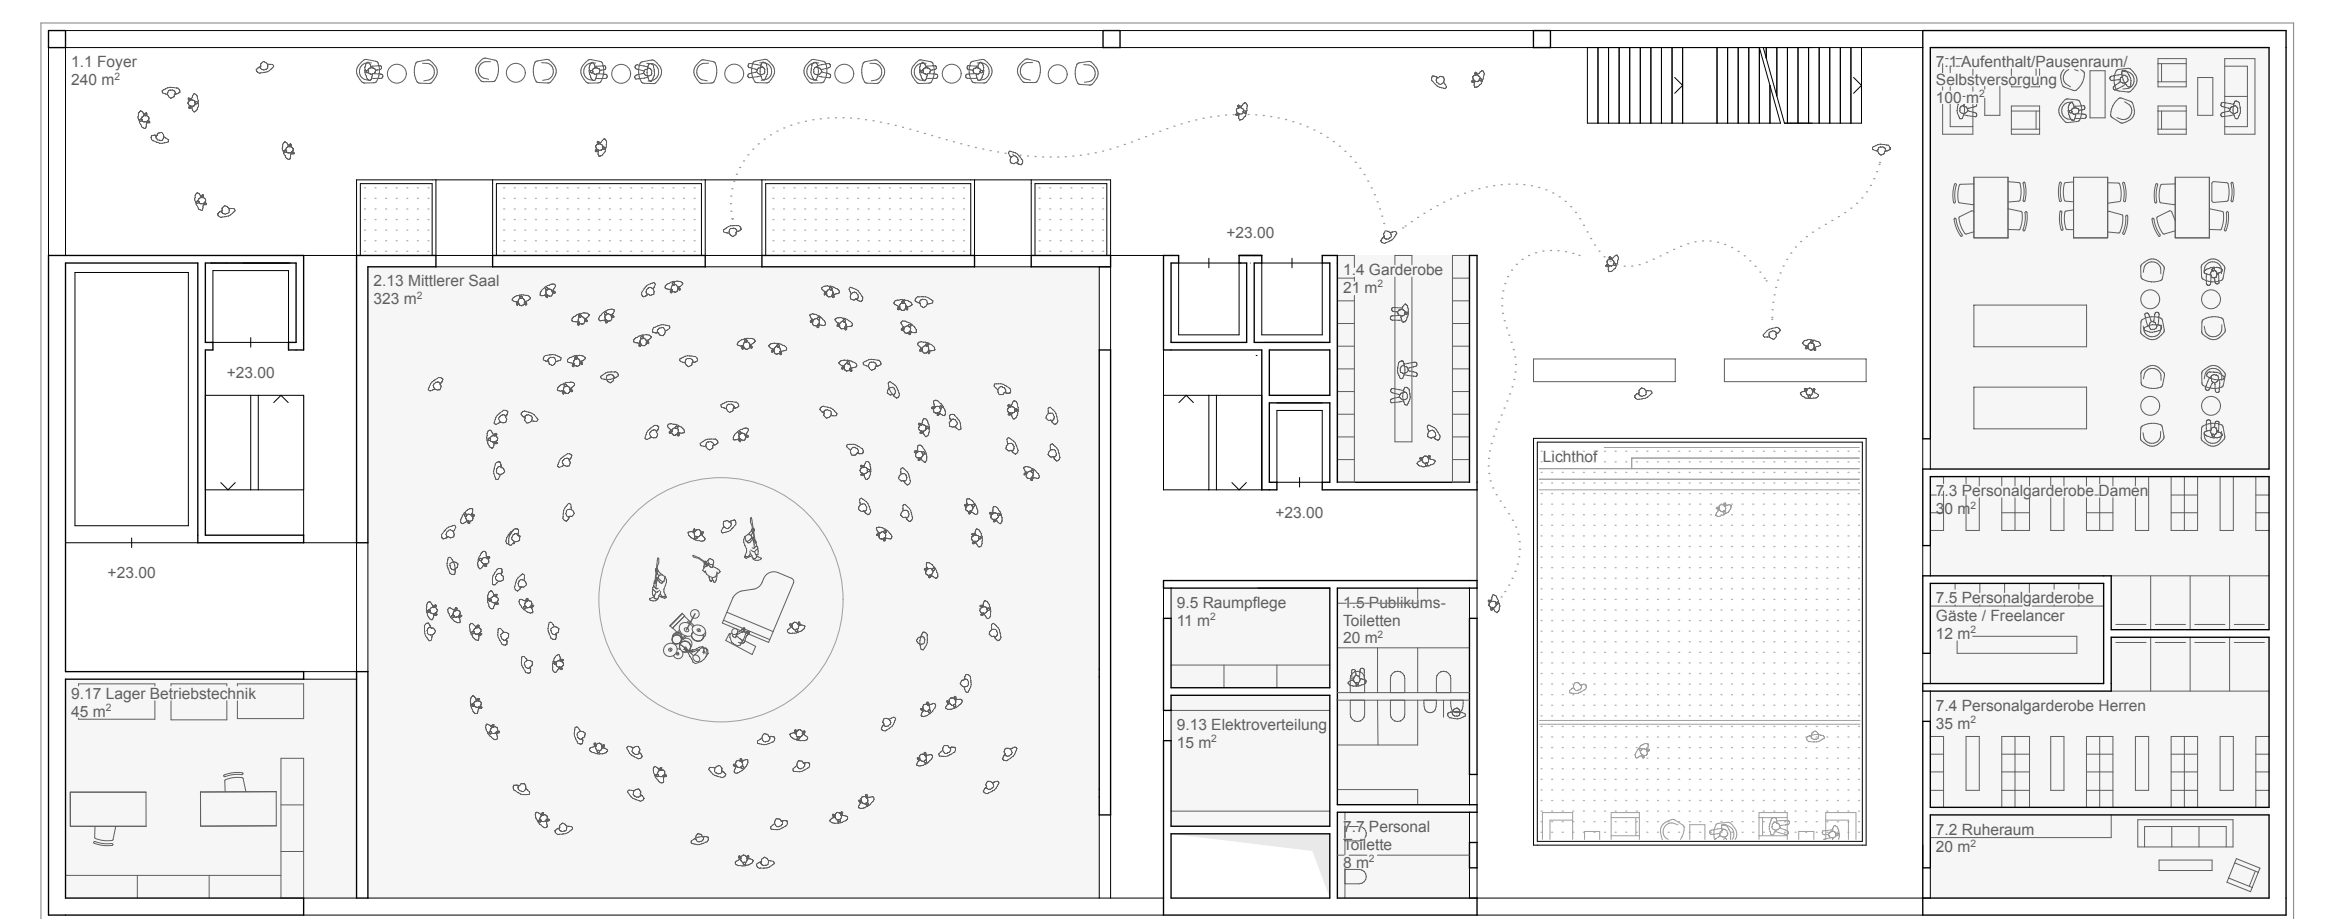 1.1 Foyer
240 m²
7.1 Aufenthalt/Pausenraum/
Selbstversorgung
100 m²
+23.00
1.4 Garderobe
21 m²
2.13 Mittlerer Saal
323 m²
+23.00
Lichthof
7.3 Personalgarderobe Damen
30 m²
+23.00
+23.00
9.5 Raumpflege
11 m²
1.5 Publikums-
Toiletten
20 m²
7.5 Personalgarderobe
Gäste / Freelancer
12 m²
9.17 Lager Betriebstechnik
45 m²
9.13 Elektroverteilung
15 m²
7.4 Personalgarderobe Herren
35 m²
7.7 Personal
Toilette
8 m²
7.2 Ruheraum
20 m²